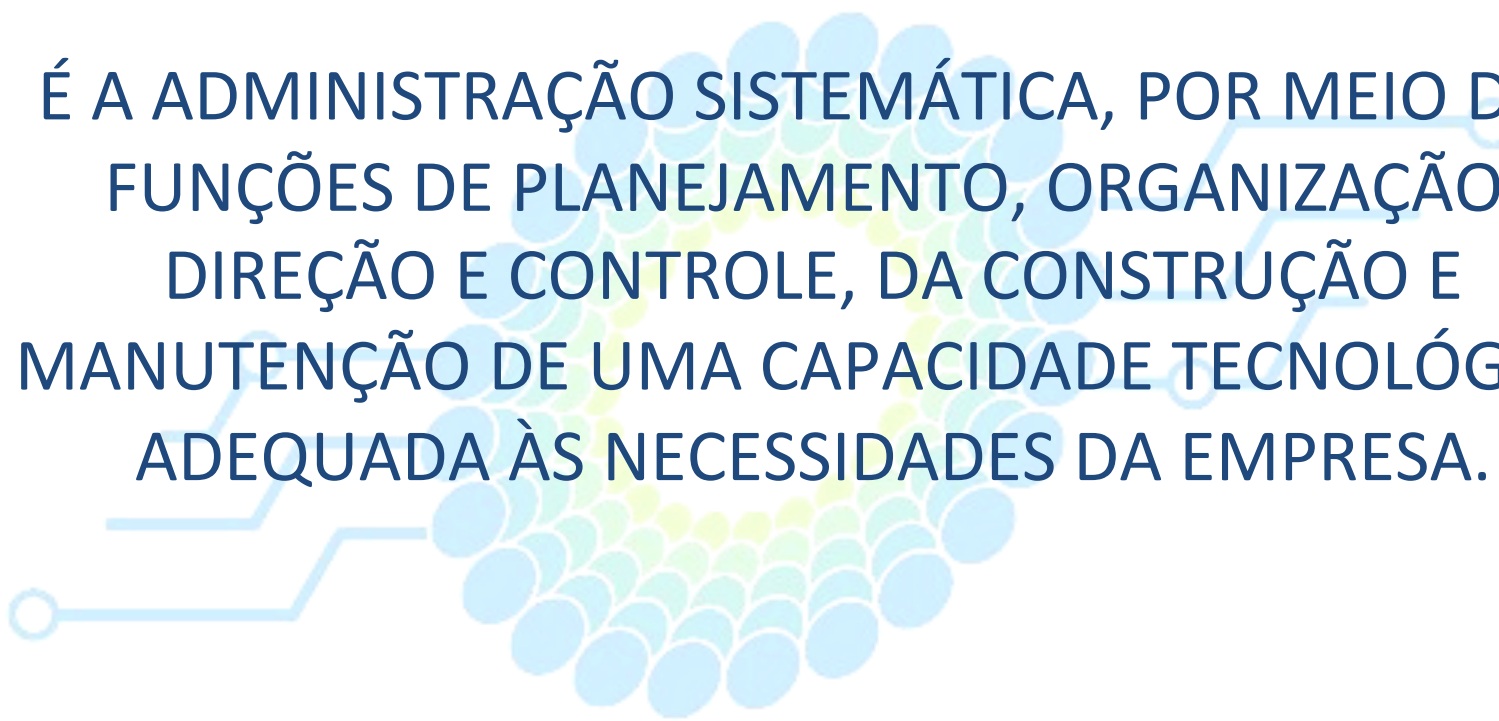 É A ADMINISTRAÇÃO SISTEMÁTICA, POR MEIO
FUNÇÕES DE PLANEJAMENTO, ORGANIZAÇÃO
DIREÇÃO E CONTROLE, DA CONSTRUÇÃO E
MANUTENÇÃO DE UMA CAPACIDADE
ADEQUADA ÀS NECESSIDADES DA EMPRESA.